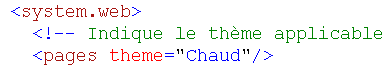 <system.web>
<!-- Indique le thème applicable
<pages theme="Chaud"/>